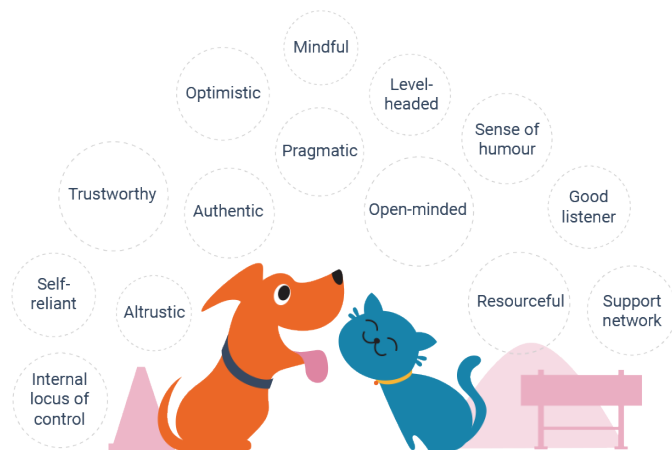 Mindful
Optimistic
Level-
headed
Pragmatic
Sense of
humour
Trustworthy
Authentic
Open-minded
Good
listener
Self-
reliant
Altrustic
Resourceful
Support
network
Internal
locus of
control